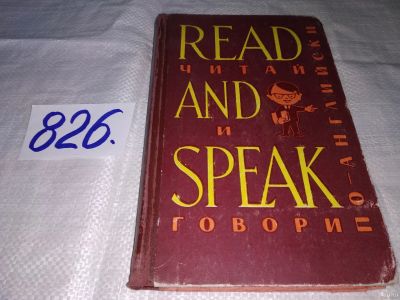 826.
READ
ЧИТАЙ
AND
И
SPEAK
ГОВОРИ
ПО-АНГЛИЙСКИ